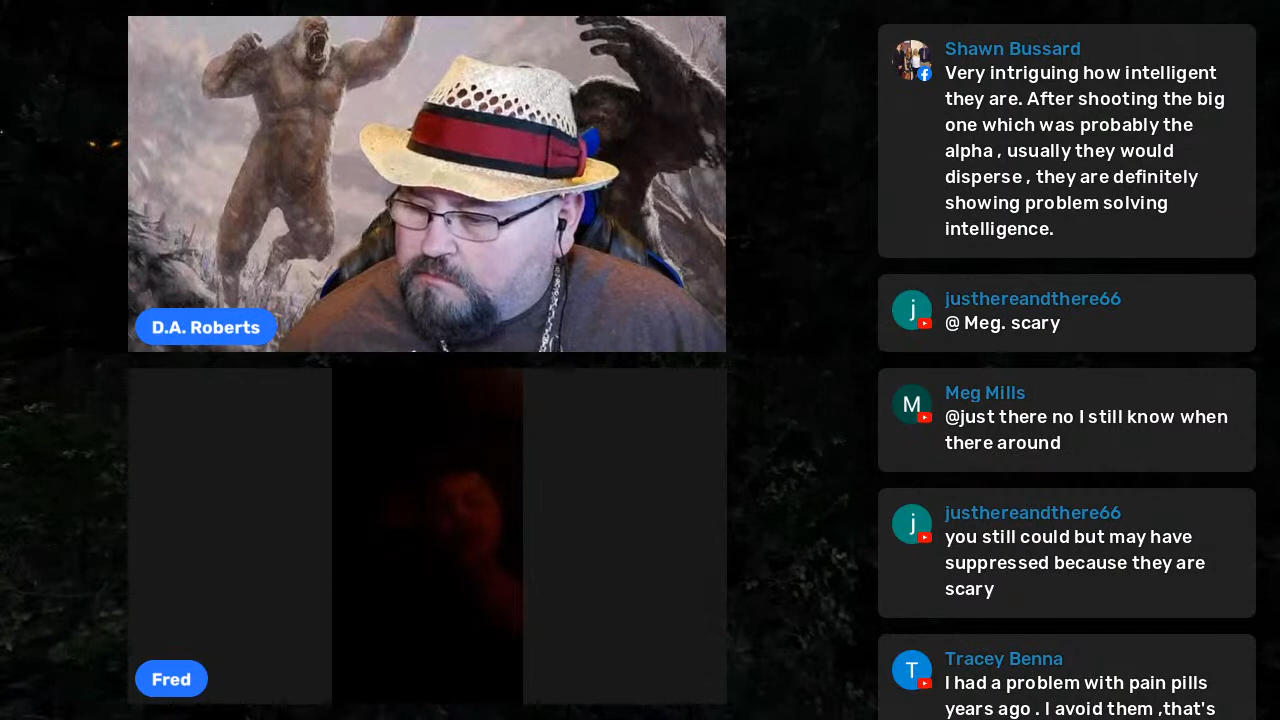 D.A. Roberts
Fred
Shawn Bussard
Very intriguing how intelligent
they are. After shooting the big
one which was probably the
alpha , usually they would
disperse , they are definitely
showing problem solving
intelligence.
j
justhereandthere66
@ Meg. scary
M
Meg Mills
@just there no I still know when
there around
j
justhereandthere66
you still could but may have
suppressed because they are
scary
T
Tracey Benna
I had a problem with pain pills
years ago . I avoid them ,that's